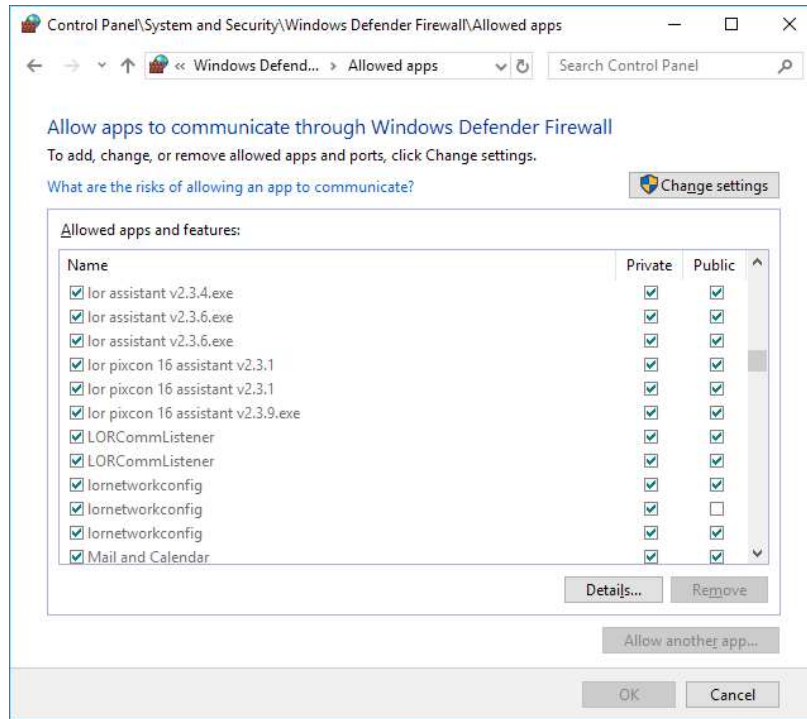 Control Panel\System and Security\Windows Defender Firewall\Allowed apps
« Windows Defend... › Allowed apps Search Control Panel
Allow apps to communicate through Windows Defender Firewall
To add, change, or remove allowed apps and ports, click Change settings.
What are the risks of allowing an app to communicate? Change settings
Allowed apps and features:
Name Private Public
lor assistant v2.3.4.exe
lor assistant v2.3.6.exe
lor assistant v2.3.6.exe
lor pixcon 16 assistant v2.3.1
lor pixcon 16 assistant v2.3.1
lor pixcon 16 assistant v2.3.9.exe
LORCommListener
LORCommListener
lornetworkconfig
lornetworkconfig
lornetworkconfig
Mail and Calendar
Details... Remove
Allow another app...
OK Cancel